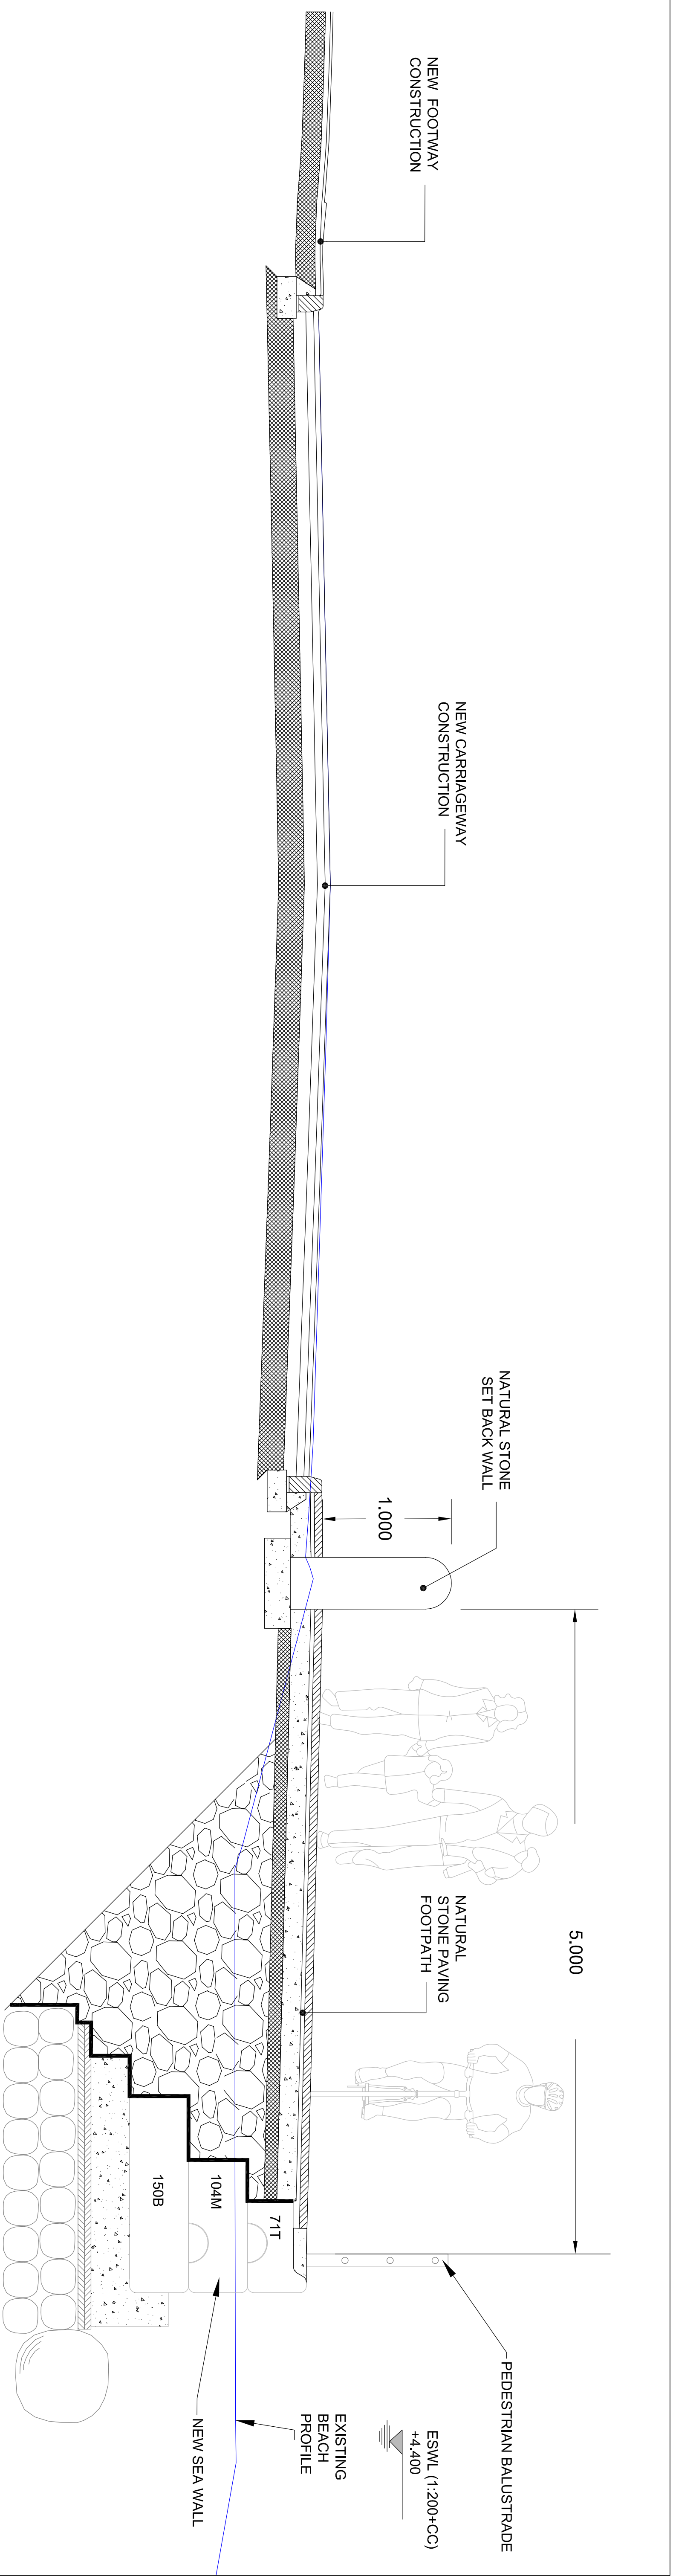 NEW FOOTWAY
CONSTRUCTION
NEW CARRIAGEWAY
CONSTRUCTION
NATURAL STONE
SET BACK WALL
1.000
5.000
NATURAL
STONE PAVING
FOOTPATH
PEDESTRIAN BALUSTRADE
ESWL (1:200+CC)
+4.400
71T
104M
150B
EXISTING
BEACH
PROFILE
NEW SEA WALL